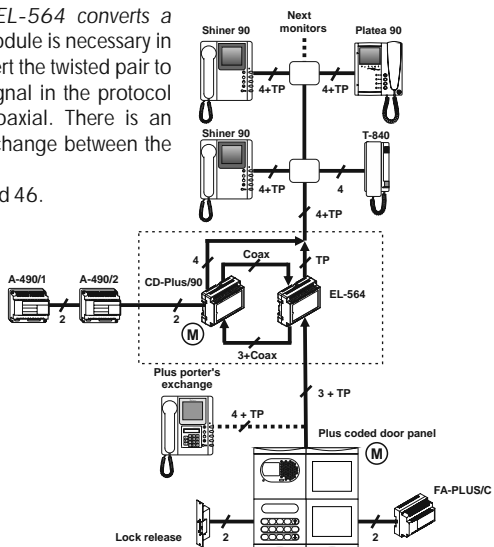 EL-564 converts a
odule is necessary in
ert the twisted pair to
gnal in the protocol
oaxial. There is an
change between the
d 46.
Next
monitors
Shiner 90
Platea 90
4+TP
4+TP
Shiner 90
T-840
4+TP
4
4+TP
4
Coax
TP
A-490/1
A-490/2
CD-Plus/90
EL-564
2
2
M
3+Coax
Plus porter's
exchange
3 + TP
4 + TP
Plus coded door panel
M
FA-PLUS/C
Lock release
2
2